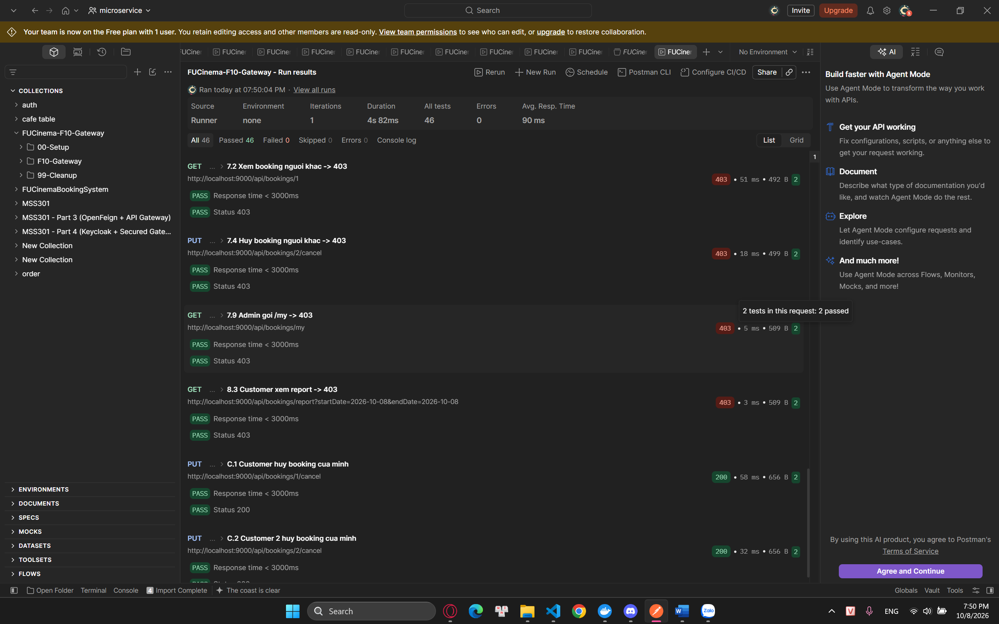 microservice
Search
Invite
Upgrade
Your team is now on the Free plan with 1 user. You retain editing access and other members are read-only. View team permissions to see who can edit, or upgrade to restore collaboration.
FUCiner
FUCiner
FUCiner
FUCiner
FUCiner
FUCiner
FUCiner
FUCiner
FUCiner
FUCiner
FUCiner
No Environment
AI
COLLECTIONS
auth
cafe table
FUCinema-F10-Gateway
00-Setup
F10-Gateway
99-Cleanup
FUCinemaBookingSystem
MSS301
MSS301 - Part 3 (OpenFeign + API Gateway)
MSS301 - Part 4 (Keycloak + Secured Gate...
New Collection
New Collection
order
ENVIRONMENTS
DOCUMENTS
SPECS
MOCKS
DATASETS
TOOLSETS
FLOWS
FUCinema-F10-Gateway - Run results
Rerun
New Run
Schedule
Postman CLI
Configure CI/CD
Share
Ran today at 07:50:04 PM · View all runs
Source Environment Iterations Duration All tests Errors Avg. Resp. Time
Runner none 1 4s 82ms 46 0 90 ms
All 46 Passed 46 Failed 0 Skipped 0 Errors 0 Console log
List Grid
1
GET ... > 7.2 Xem booking nguoi khac -> 403
http://localhost:9000/api/bookings/1
403 • 51 ms • 492 B 2
PASS Response time < 3000ms
PASS Status 403
PUT ... > 7.4 Huy booking nguoi khac -> 403
http://localhost:9000/api/bookings/2/cancel
403 • 18 ms • 499 B 2
PASS Response time < 3000ms
PASS Status 403
2 tests in this request: 2 passed
GET ... > 7.9 Admin goi /my -> 403
http://localhost:9000/api/bookings/my
403 • 5 ms • 509 B 2
PASS Response time < 3000ms
PASS Status 403
GET ... > 8.3 Customer xem report -> 403
http://localhost:9000/api/bookings/report?startDate=2026-10-08&endDate=2026-10-08
403 • 3 ms • 509 B 2
PASS Response time < 3000ms
PASS Status 403
PUT ... > C.1 Customer huy booking cua minh
http://localhost:9000/api/bookings/1/cancel
200 • 58 ms • 656 B 2
PASS Response time < 3000ms
PASS Status 200
PUT ... > C.2 Customer 2 huy booking cua minh
http://localhost:9000/api/bookings/2/cancel
200 • 32 ms • 656 B 2
PASS Response time < 3000ms
Build faster with Agent Mode
Use Agent Mode to transform the way you work
with APIs.
Get your API working
Fix configurations, scripts, or anything else to
get your request working.
Document
Describe what type of documentation you'd
like, and watch Agent Mode do the rest.
Explore
Let Agent Mode configure requests and
identify use-cases.
And much more!
Use Agent Mode across Flows, Monitors,
Mocks, and more!
By using this AI product, you agree to Postman's
Terms of Service
Agree and Continue
Open Folder Terminal Console 4 Import Complete The coast is clear
Globals Vault Tools
Search
Zalo
ENG
7:50 PM
10/8/2026